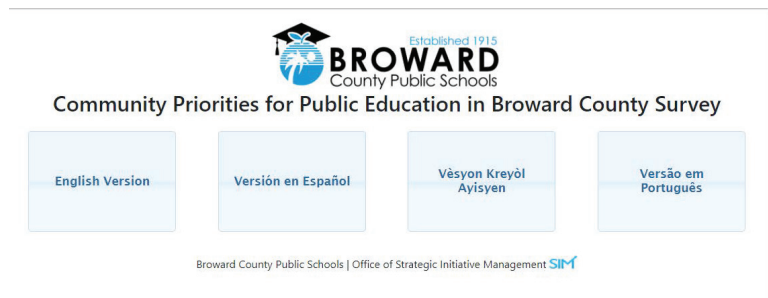 Established 1915
BROWARD
County Public Schools
Community Priorities for Public Education in Broward County Survey
English Version
Versión en Español
Vèsyon Kreyòl
Ayisyen
Versão em
Português
Broward County Public Schools | Office of Strategic Initiative Management SIM